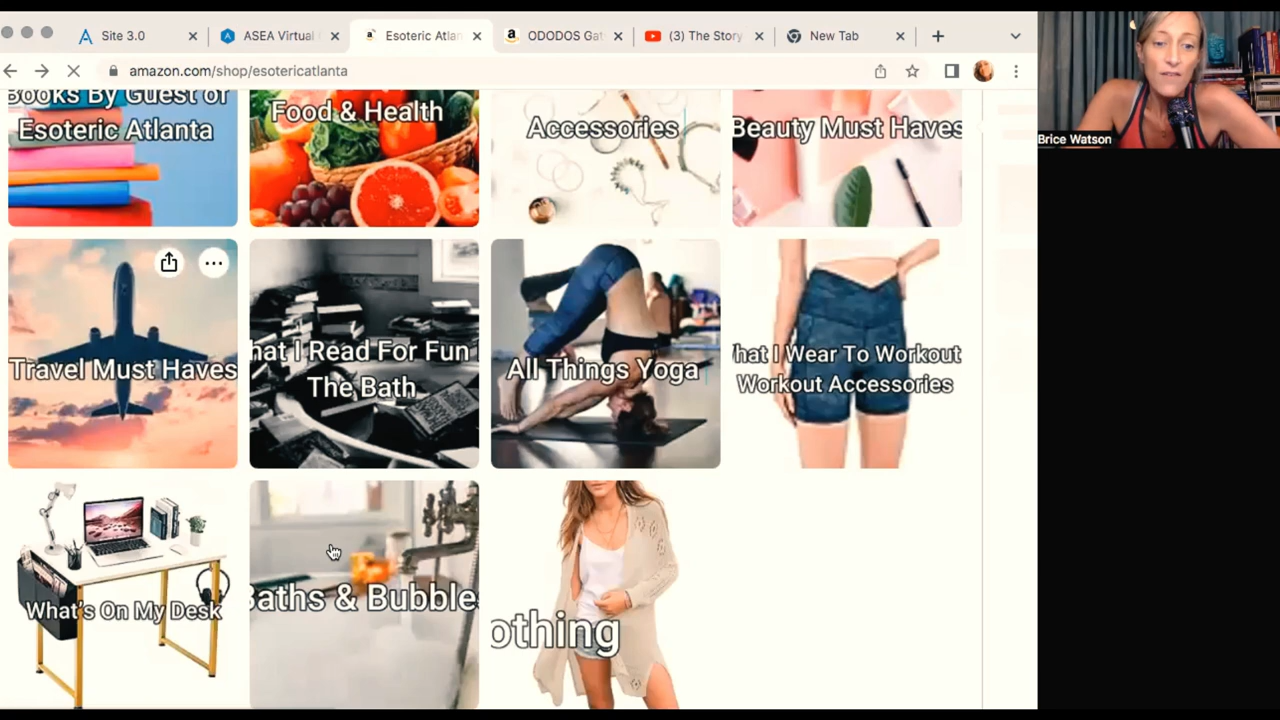 Site 3.0
ASEA Virtual
Esoteric Atlan
ODODOS Gat
(3) The Story
New Tab
amazon.com/shop/esotericatlanta
Brice Watson
Books By Guest of
Esoteric Atlanta
Food & Health
Accessories
Beauty Must Haves
Travel Must Haves
hat I Read For Fun
The Bath
All Things Yoga
hat I Wear To Workout
Workout Accessories
What's On My Desk
Baths & Bubbles
othing